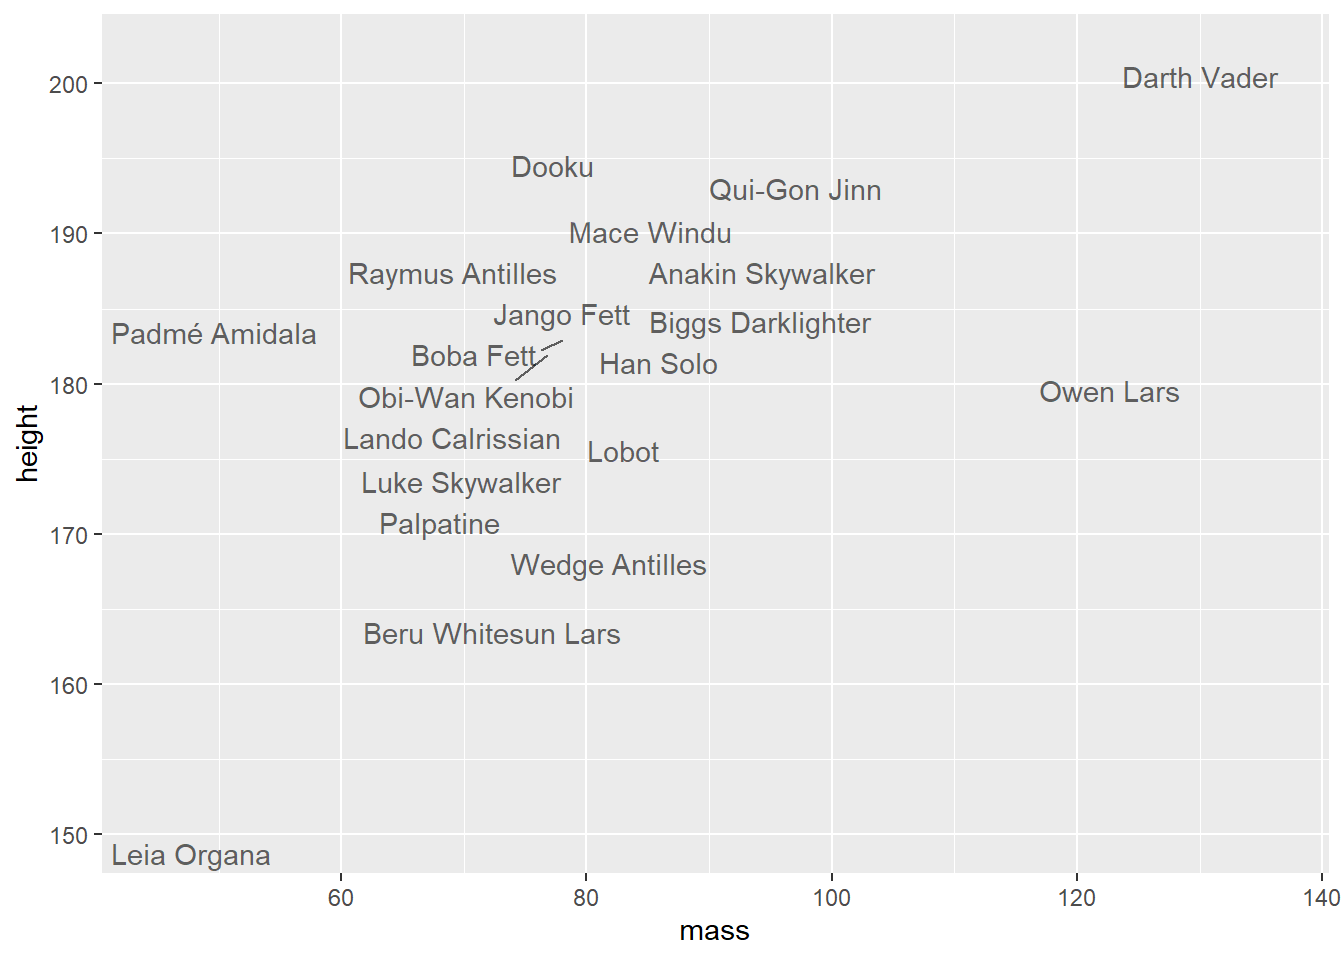 200
Darth Vader
Dooku
Qui-Gon Jinn
190
Mace Windu
Raymus Antilles
Anakin Skywalker
Jango Fett
Biggs Darklighter
Padmé Amidala
Boba Fett
Han Solo
180
Owen Lars
Obi-Wan Kenobi
Lando Calrissian
Lobot
height
Luke Skywalker
Palpatine
170
Wedge Antilles
Beru Whitesun Lars
160
150
Leia Organa
60 80 100 120 140
mass